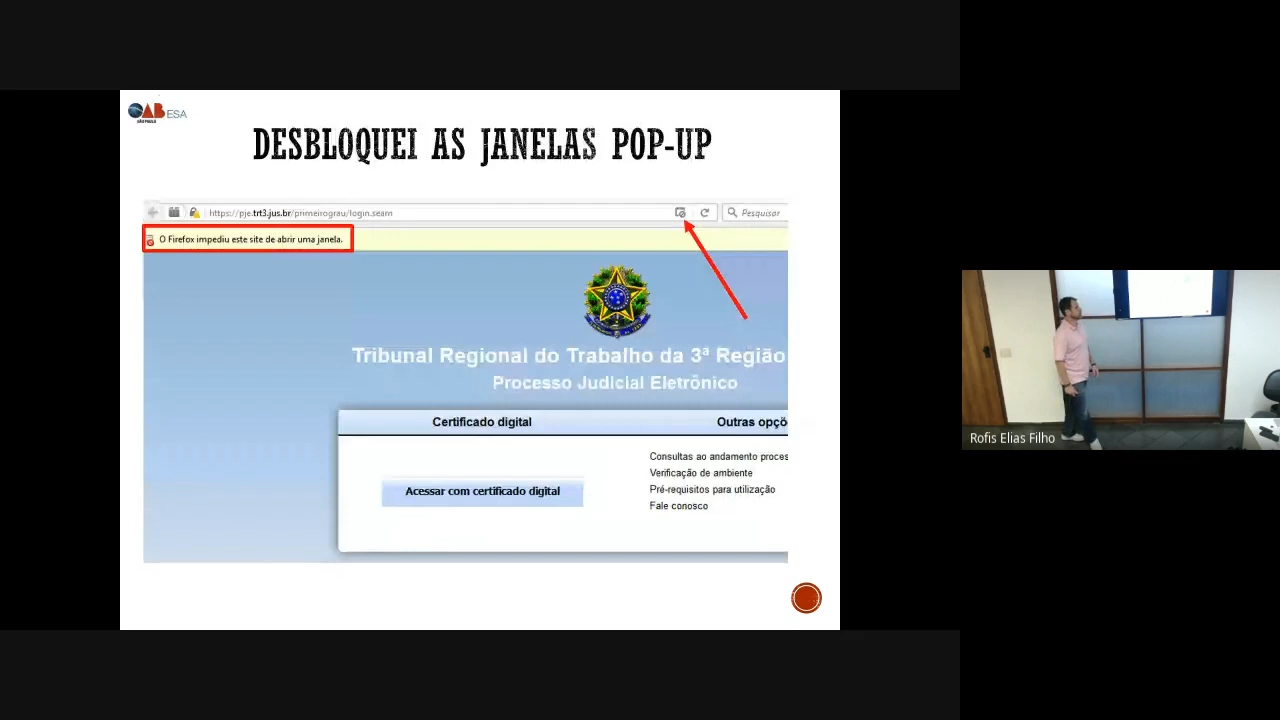 OAB ESA
SÃO PAULO
DESBLOQUEI AS JANELAS POP-UP
https://pje.trt3.jus.br/primeirograu/login.seam
Pesquisar
O Firefox impediu este site de abrir uma janela.
Tribunal Regional do Trabalho da 3ª Região
Processo Judicial Eletrônico
Certificado digital
Outras opçõ
Consultas ao andamento proces
Verificação de ambiente
Acessar com certificado digital
Pré-requisitos para utilização
Fale conosco
Rofis Elias Filho